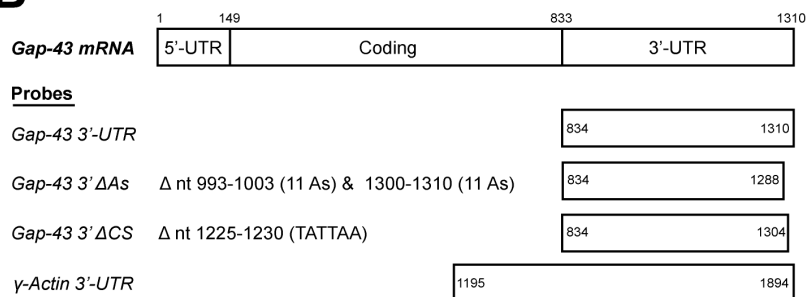 1 149 833 1310
Gap-43 mRNA 5'-UTR Coding 3'-UTR
Probes
Gap-43 3'-UTR 834 1310
Gap-43 3' ΔAs Δ nt 993-1003 (11 As) & 1300-1310 (11 As) 834 1288
Gap-43 3' ΔCS Δ nt 1225-1230 (TATTAA) 834 1304
γ-Actin 3'-UTR 1195 1894